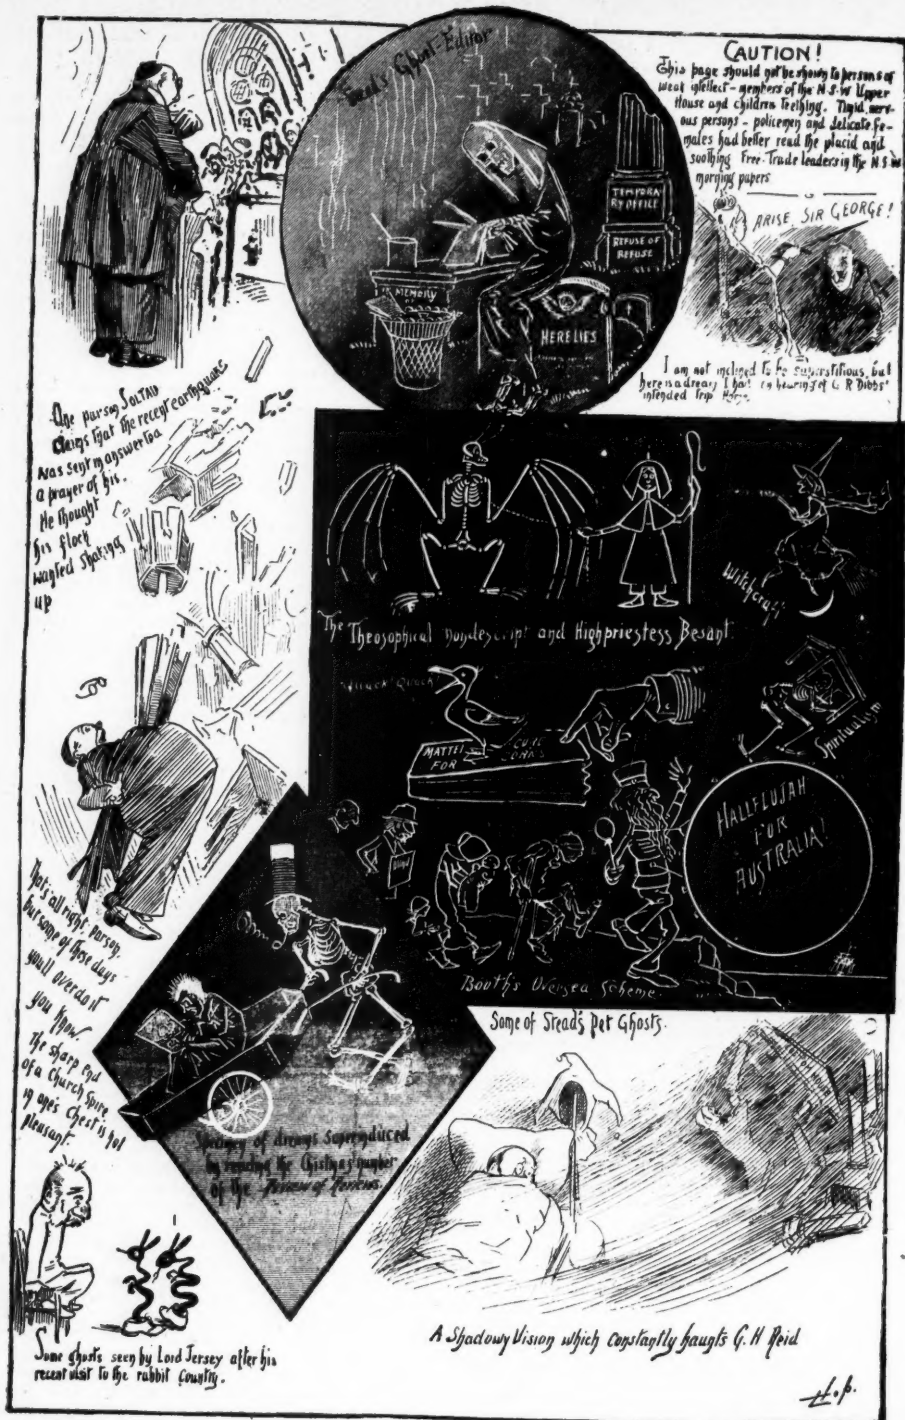 Stead's Ghost-Editor
TEMPORA
RY OFFICE
REFUSE OF
REFUSE
MEMORY
HERE LIES
CAUTION!
This page should not be shown to persons of
weak intellect - members of the N.S.W Upper
House and children teething. Timid, nerv-
ous persons - policemen and delicate fe-
males had better read the placid and
soothing Free-Trade leaders in the N.S.W
morning papers
ARISE SIR GEORGE!
I am not inclined to be superstitious, but
here is a dream I had on hearing of G R Dibbs'
intended trip Home.
One parson SOLTAU
claims that the recent earthquake
was sent in answer to a
a prayer of his.
He thought
his flock
wanted shaking
up
The Theosophical nondescript and Highpriestess Besant
Witchcraft
Quack
MATTEI CURE
FOR
Spiritualism
HALLELUJAH
FOR
AUSTRALIA!
Booth's Oversea Scheme.
That's all right, parson,
but some of these days
you'll overdo it
you know.
The sharp end
of a Church spire
in one's chest is not
pleasant.
Specimen of dreams superinduced
by reading the Christmas number
of the Review of Reviews.
Some of Stead's pet Ghosts.
Some ghosts seen by Lord Jersey after his
recent visit to the rabbit country.
A Shadowy Vision which constantly haunts G. H Reid
Hop.